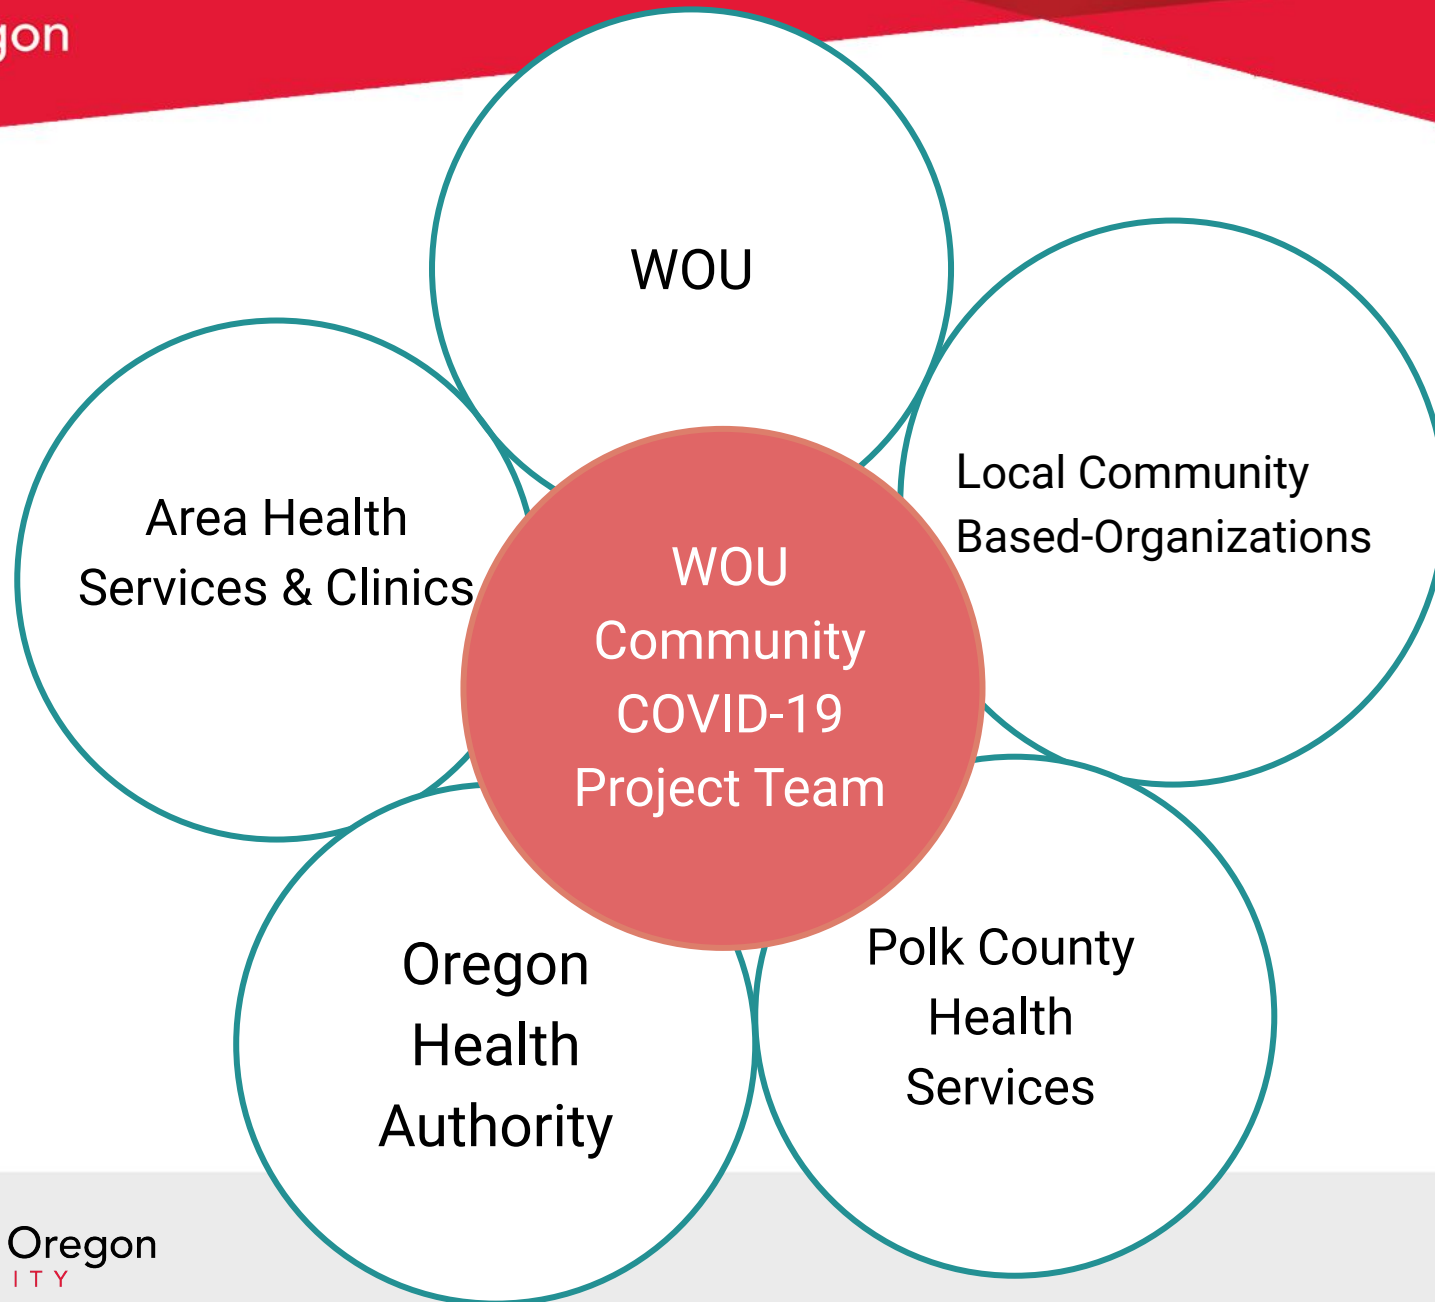 gon
WOU
Local Community
Based-Organizations
Area Health
Services & Clinics
WOU
Community
COVID-19
Project Team
Polk County
Health
Services
Oregon
Health
Authority
Oregon
ITY